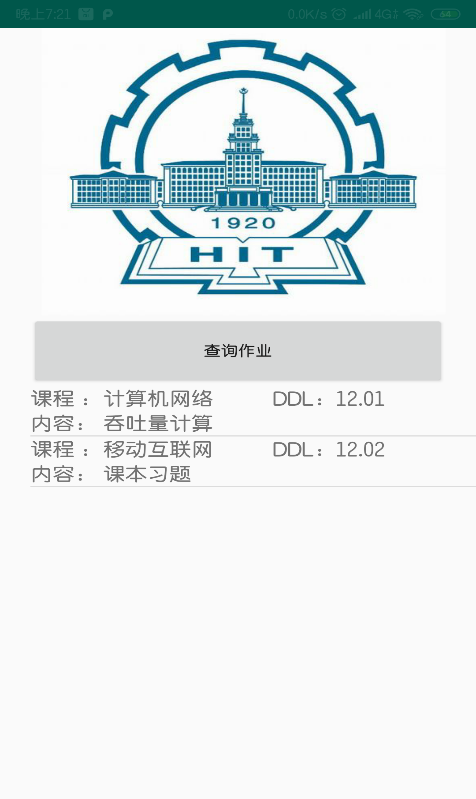 晚上7:21 0.0K/s 4G 64
1920
HIT
查询作业
课程： 计算机网络 DDL：12.01
内容： 吞吐量计算
课程： 移动互联网 DDL：12.02
内容： 课本习题